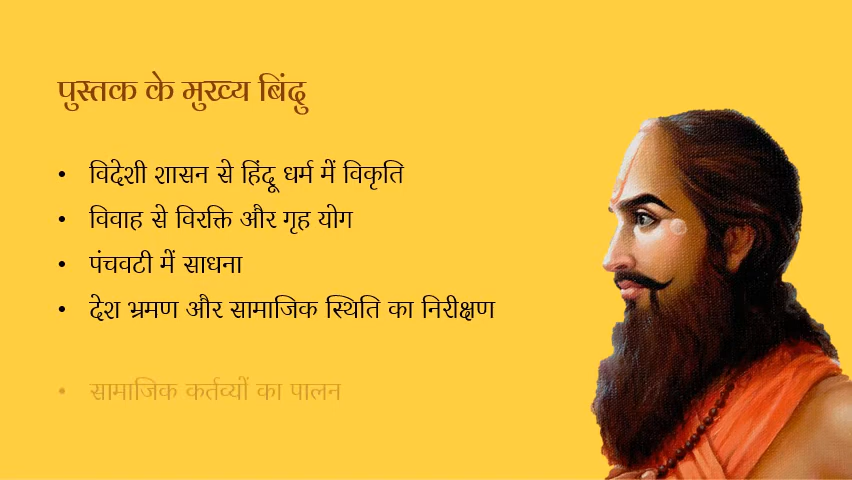 पुस्तक के मुख्य बिंदु
• विदेशी शासन से हिंदू धर्म में विकृति
• विवाह से विरक्ति और गृह योग
• पंचवटी में साधना
• देश भ्रमण और सामाजिक स्थिति का निरीक्षण
• सामाजिक कर्तव्यों का पालन